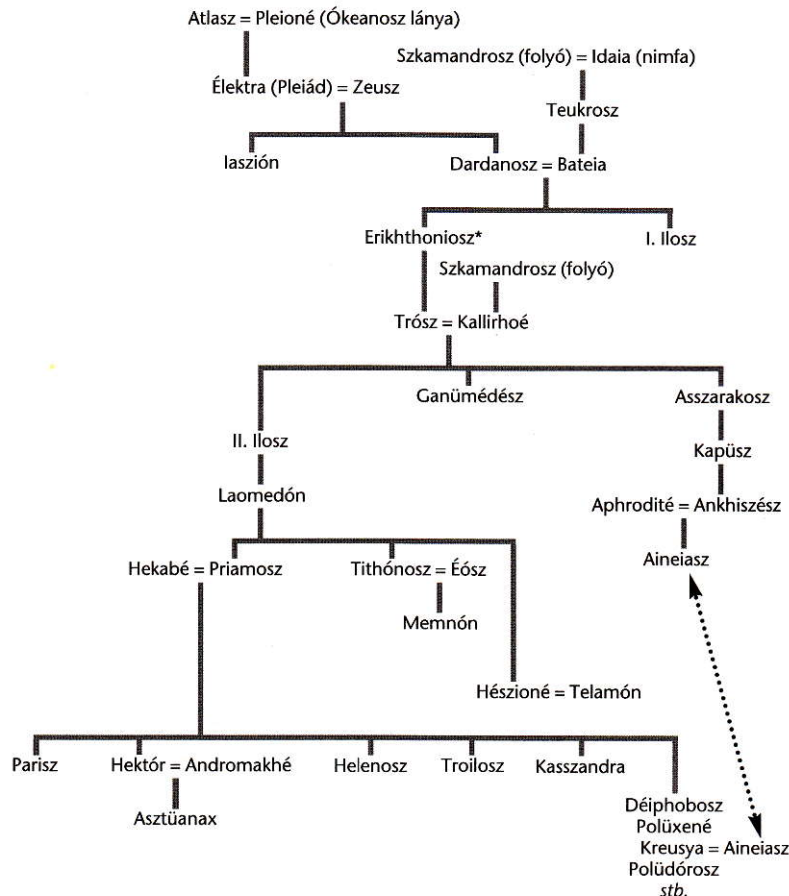 Atlasz = Pleioné (Ókeanosz lánya)
Szkamandrosz (folyó) = Idaia (nimfa)
Élektra (Pleiád) = Zeusz
Teukrosz
Iaszión
Dardanosz = Bateia
Erikhthoniosz*
I. Ilosz
Szkamandrosz (folyó)
Trósz = Kallirhoé
Ganümédész
Asszarakosz
II. Ilosz
Kapüsz
Laomedón
Aphrodité = Ankhiszész
Hekabé = Priamosz
Tithónosz = Éósz
Aineiasz
Memnón
Hészioné = Telamón
Parisz
Hektór = Andromakhé
Helenosz
Troilosz
Kasszandra
Asztüanax
Déiphobosz
Polüxené
Kreusya = Aineiasz
Polüdórosz
stb.